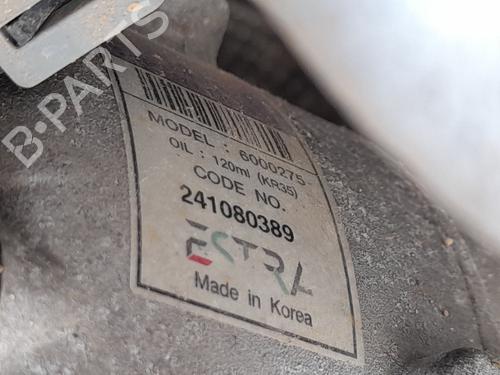 B-PARTS
MODEL : 6000275
OIL : 120ml (KR35)
CODE NO.
241080389
ESTRA
Made in Korea